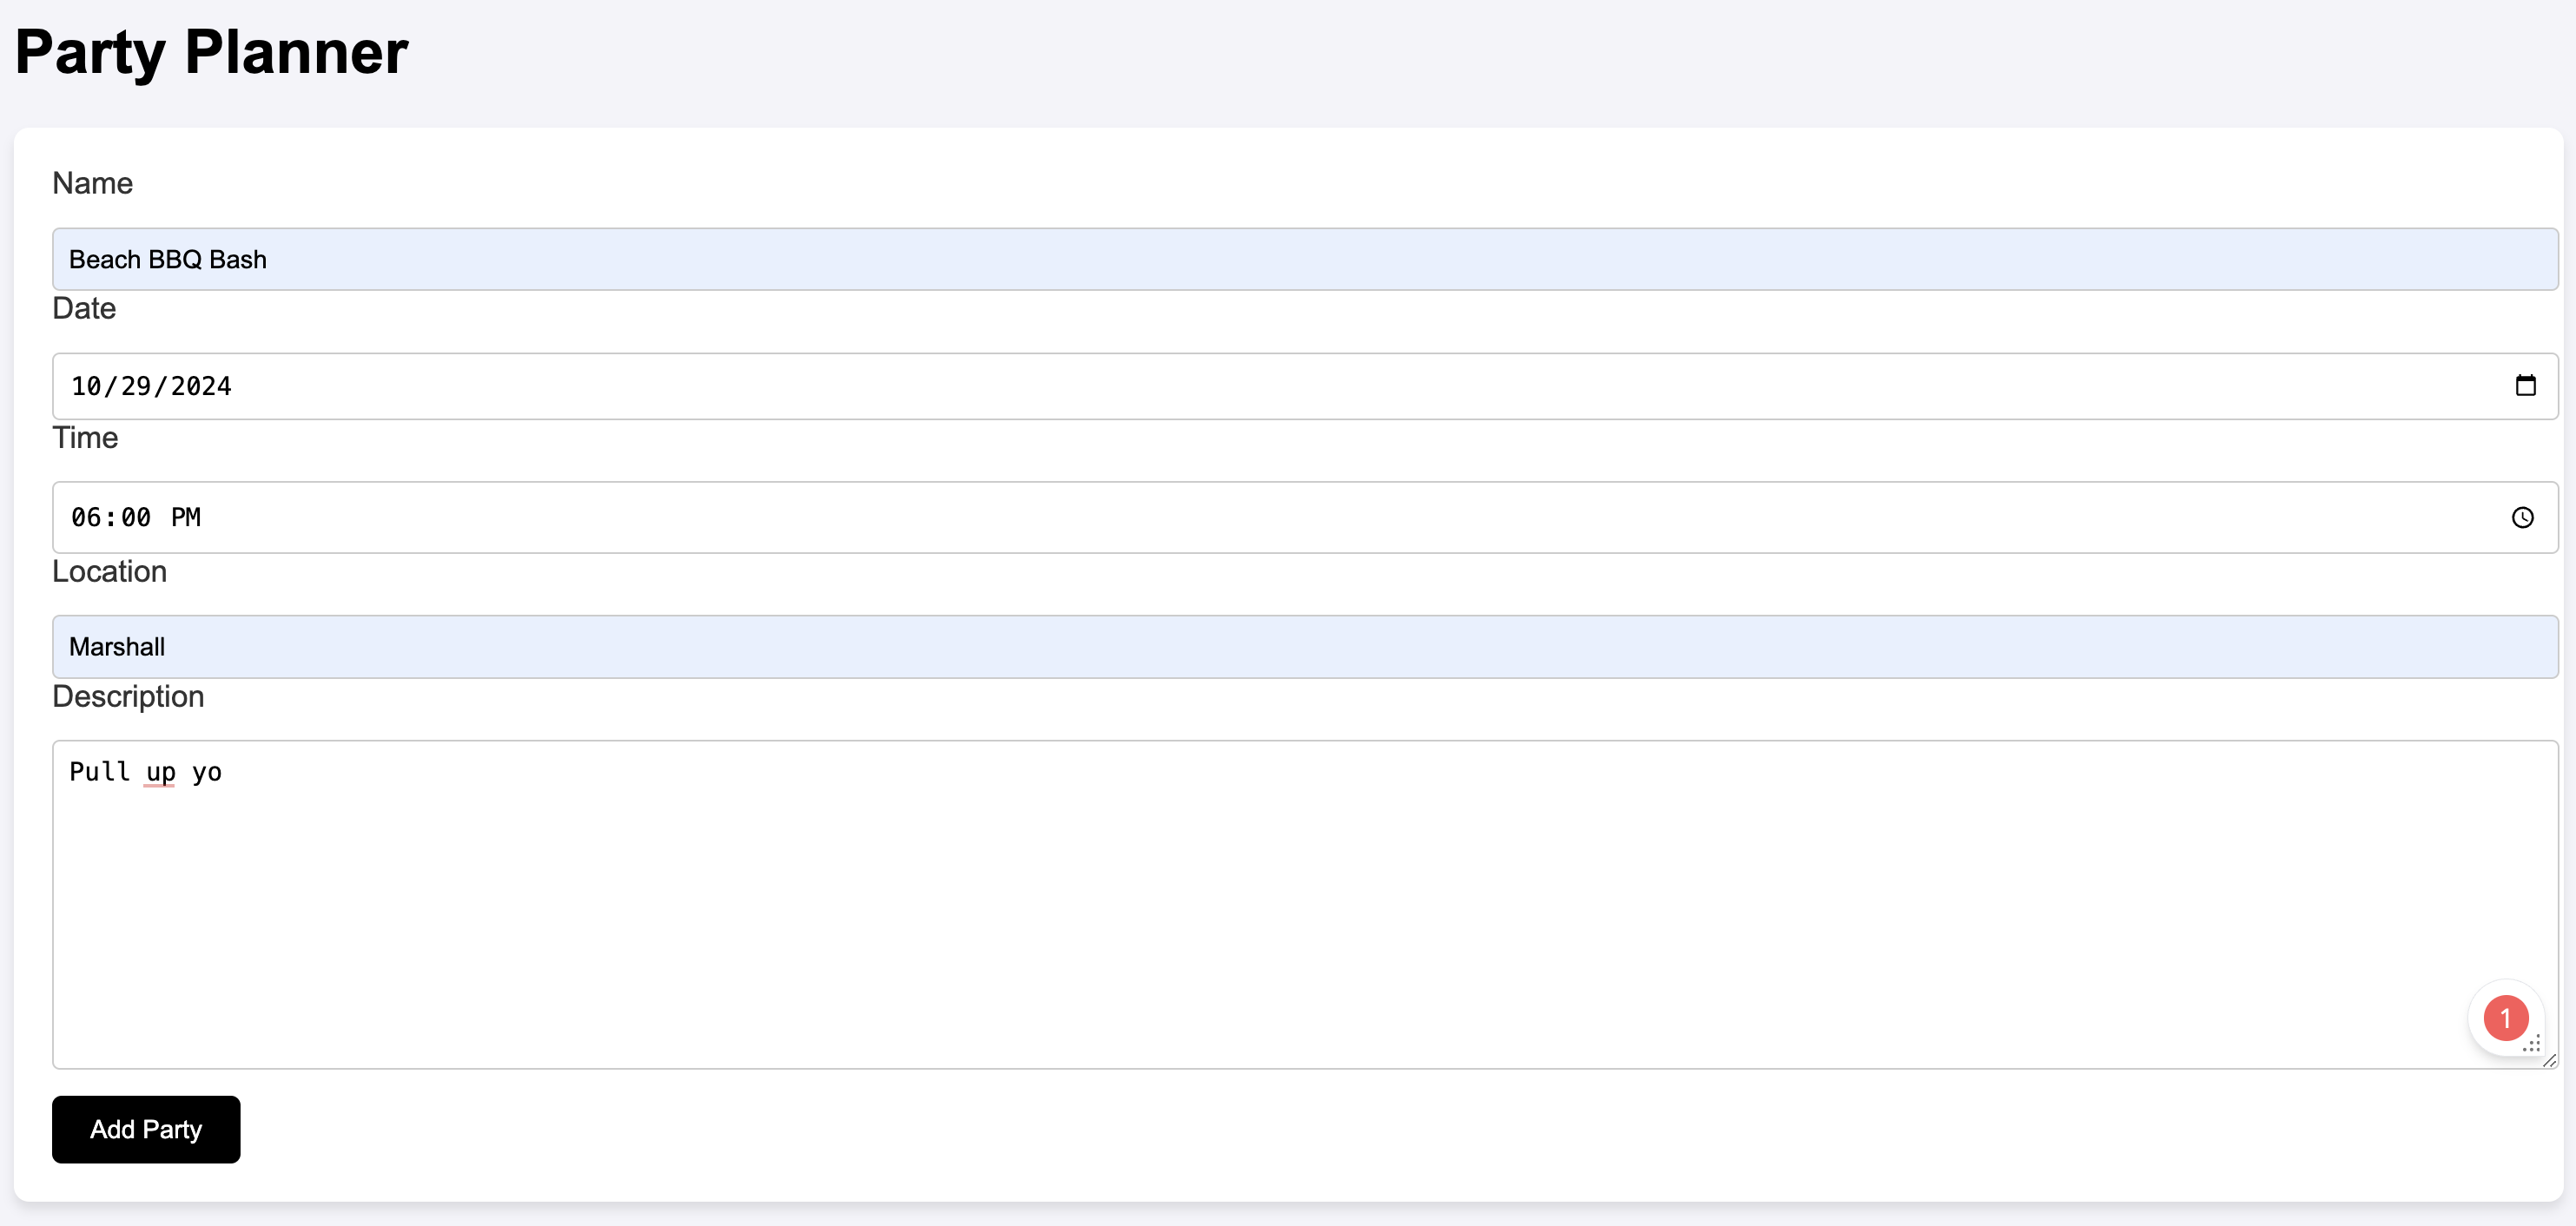 Party Planner
Name
Beach BBQ Bash
Date
10/29/2024
Time
06:00 PM
Location
Marshall
Description
Pull up yo
1
Add Party